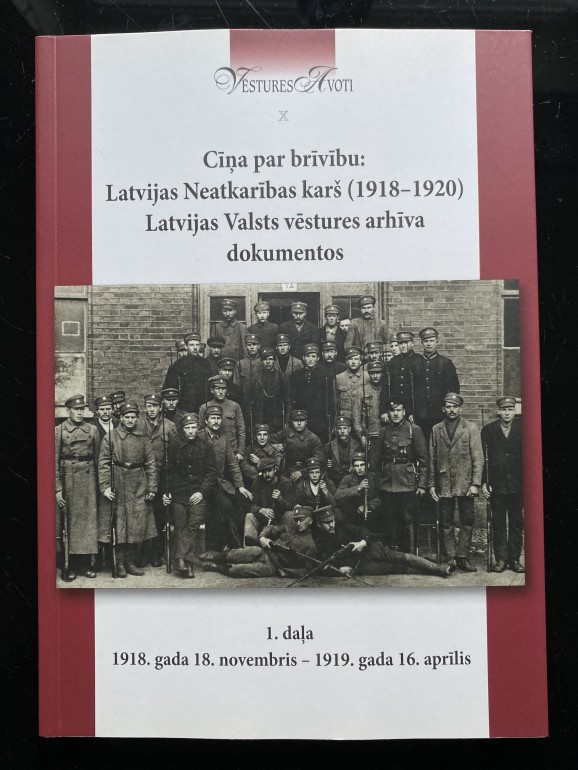 VĒSTURES AVOTI
X
Cīņa par brīvību:
Latvijas Neatkarības karš (1918–1920)
Latvijas Valsts vēstures arhīva
dokumentos
12
1. daļa
1918. gada 18. novembris – 1919. gada 16. aprīlis